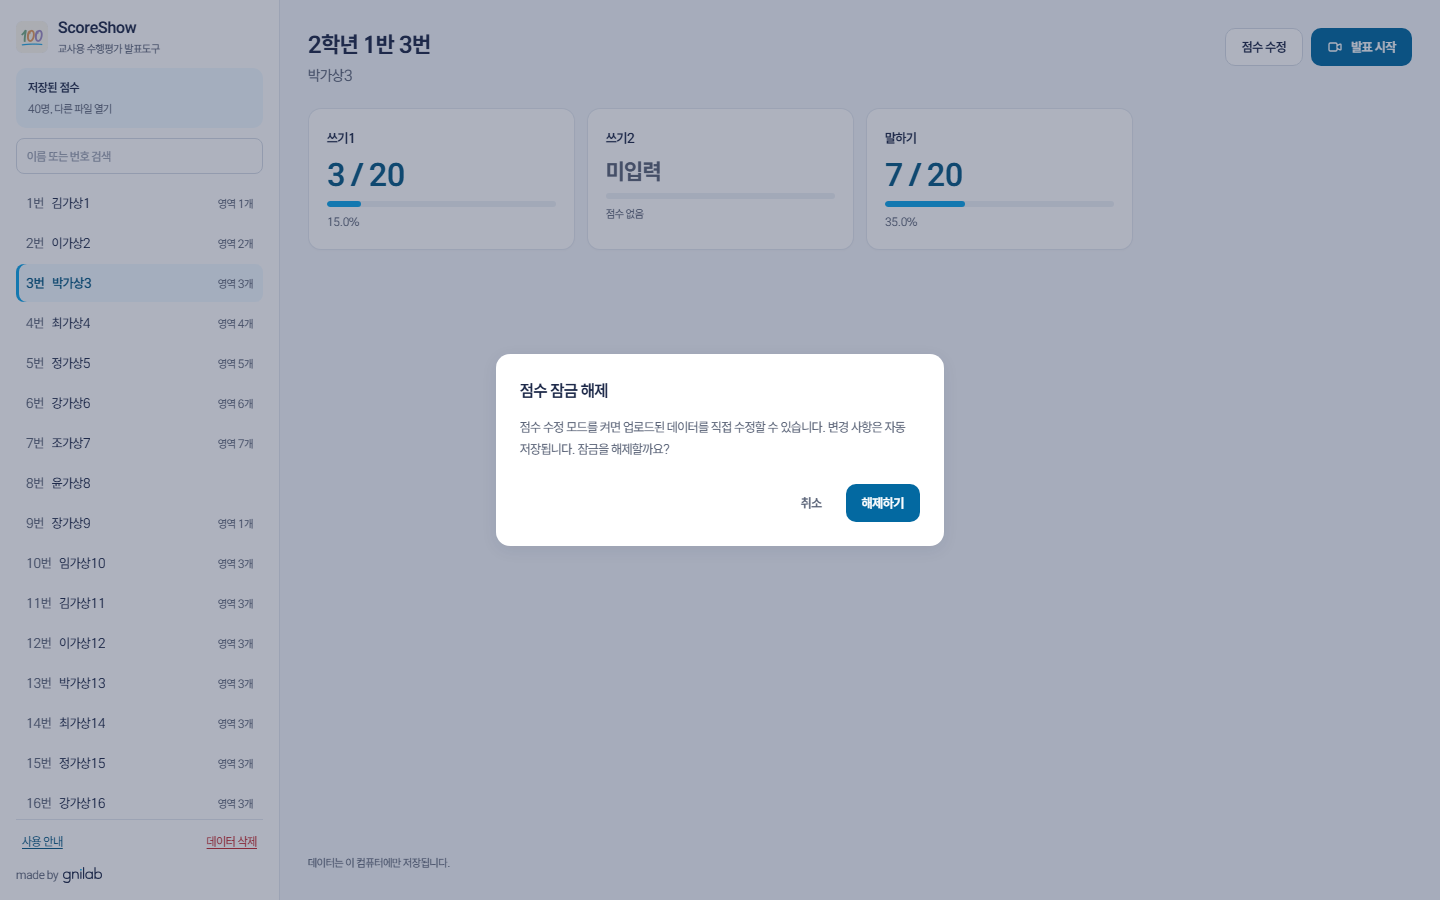 100
ScoreShow
교사용 수행평가 발표도구
저장된 점수
40명, 다른 파일 열기
이름 또는 번호 검색
1번 김가상1 영역 1개
2번 이가상2 영역 2개
3번 박가상3 영역 3개
4번 최가상4 영역 4개
5번 정가상5 영역 5개
6번 강가상6 영역 6개
7번 조가상7 영역 7개
8번 윤가상8
9번 장가상9 영역 1개
10번 임가상10 영역 3개
11번 김가상11 영역 3개
12번 이가상12 영역 3개
13번 박가상13 영역 3개
14번 최가상14 영역 3개
15번 정가상15 영역 3개
16번 강가상16 영역 3개
사용 안내 데이터 삭제
made by gnilab
2학년 1반 3번
박가상3
점수 수정 발표 시작
쓰기1
3 / 20
15.0%
쓰기2
미입력
점수 없음
말하기
7 / 20
35.0%
점수 잠금 해제
점수 수정 모드를 켜면 업로드된 데이터를 직접 수정할 수 있습니다. 변경 사항은 자동
저장됩니다. 잠금을 해제할까요?
취소 해제하기
데이터는 이 컴퓨터에만 저장됩니다.